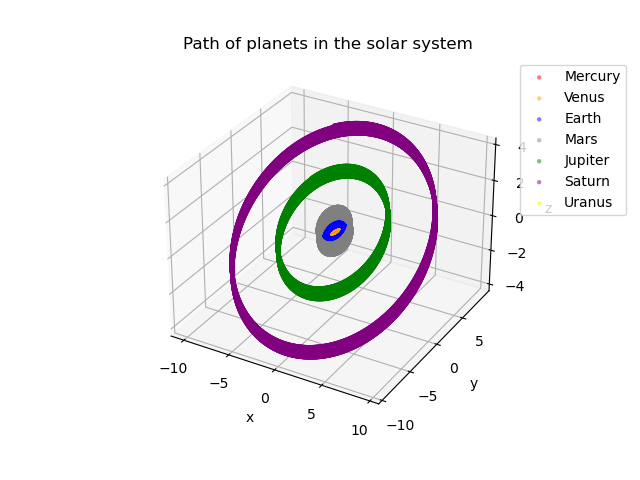 Path of planets in the solar system
Mercury
Venus
Earth
Mars
Jupiter
Saturn
Uranus
4
2
0
−2
−4
z
−10
−5
0
5
10
x
−10
−5
0
5
y